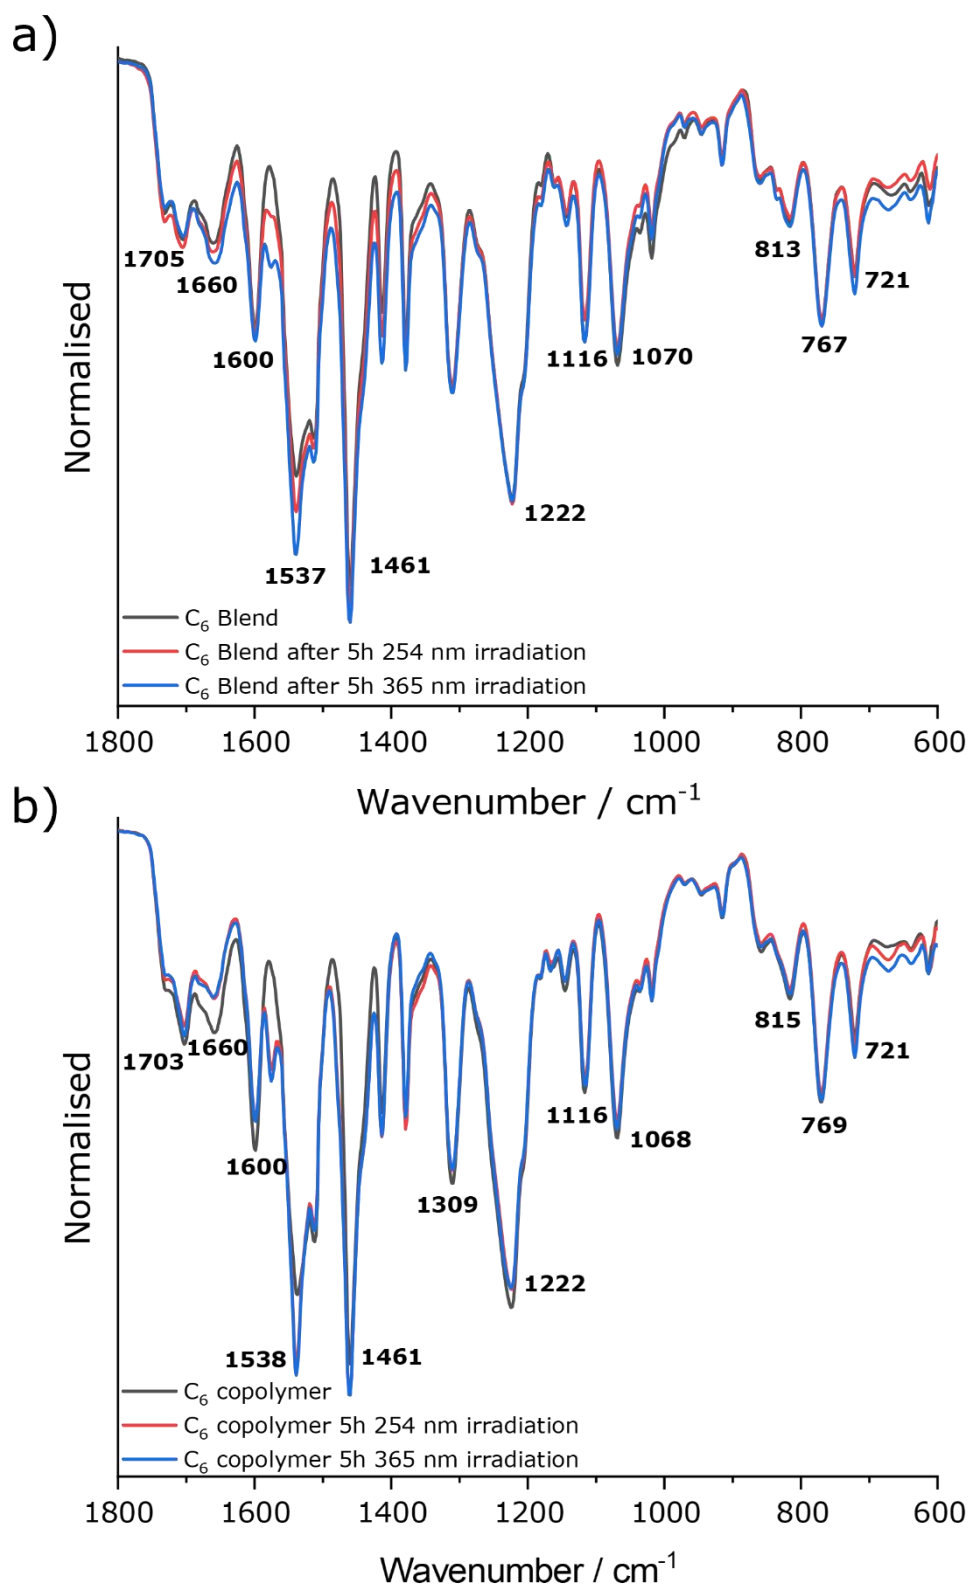 a)
Normalised
1705
1660
1600
1537
1461
1222
1116
1070
813
767
721
C₆ Blend
C₆ Blend after 5h 254 nm irradiation
C₆ Blend after 5h 365 nm irradiation
1800 1600 1400 1200 1000 800 600
Wavenumber / cm⁻¹
b)
Normalised
1703
1660
1600
1538
1461
1309
1222
1116
1068
815
769
721
C₆ copolymer
C₆ copolymer 5h 254 nm irradiation
C₆ copolymer 5h 365 nm irradiation
1800 1600 1400 1200 1000 800 600
Wavenumber / cm⁻¹